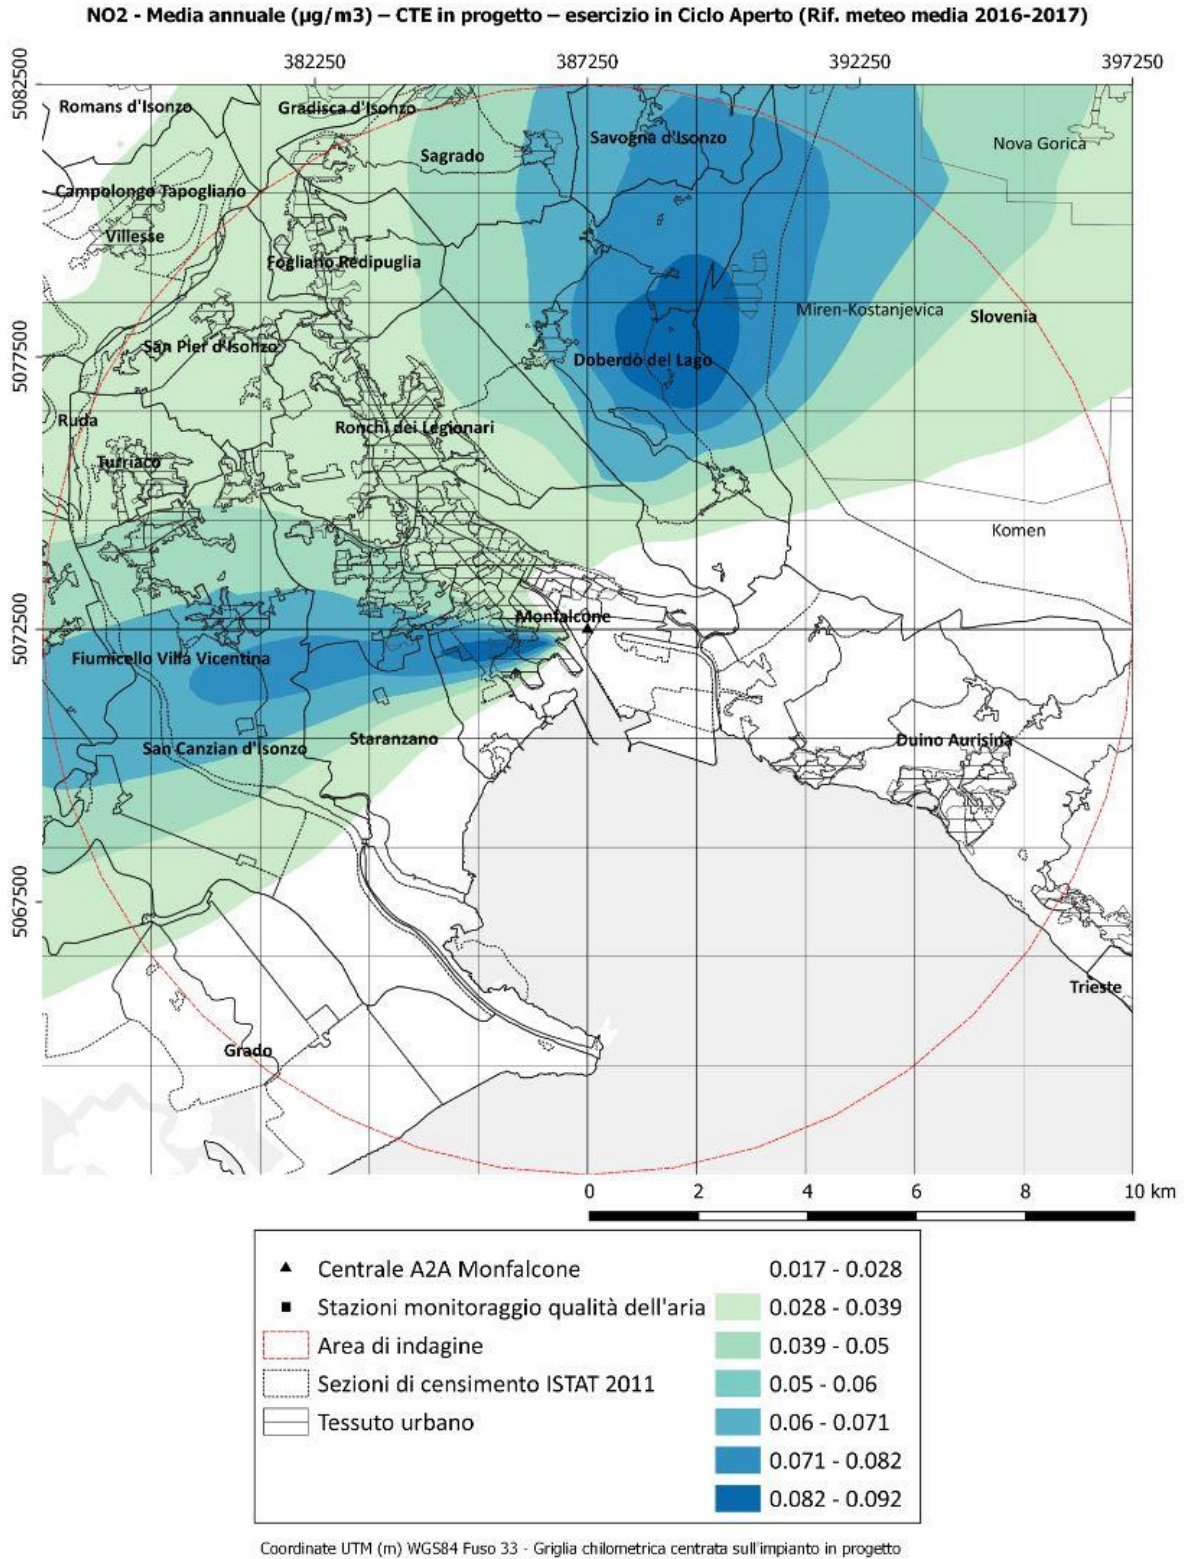 NO2 - Media annuale (µg/m3) – CTE in progetto – esercizio in Ciclo Aperto (Rif. meteo media 2016-2017)
382250 387250 392250 397250
5082500
Romans d'Isonzo Gradisca d'Isonzo
Savogna d'Isonzo
Nova Gorica
Sagrado
Campolongo Tapogliano
Villesse
Fogliano Redipuglia
Miren-Kostanjevica
Slovenia
5077500
San Pier d'Isonzo
Doberdò del Lago
Ruda
Ronchi dei Legionari
Turriaco
Komen
Monfalcone
5072500
Fiumicello Villa Vicentina
Staranzano
Duino Aurisina
San Canzian d'Isonzo
5067500
Trieste
Grado
0 2 4 6 8 10 km
Centrale A2A Monfalcone
Stazioni monitoraggio qualità dell'aria
Area di indagine
Sezioni di censimento ISTAT 2011
Tessuto urbano
0.017 - 0.028
0.028 - 0.039
0.039 - 0.05
0.05 - 0.06
0.06 - 0.071
0.071 - 0.082
0.082 - 0.092
Coordinate UTM (m) WGS84 Fuso 33 - Griglia chilometrica centrata sull'impianto in progetto